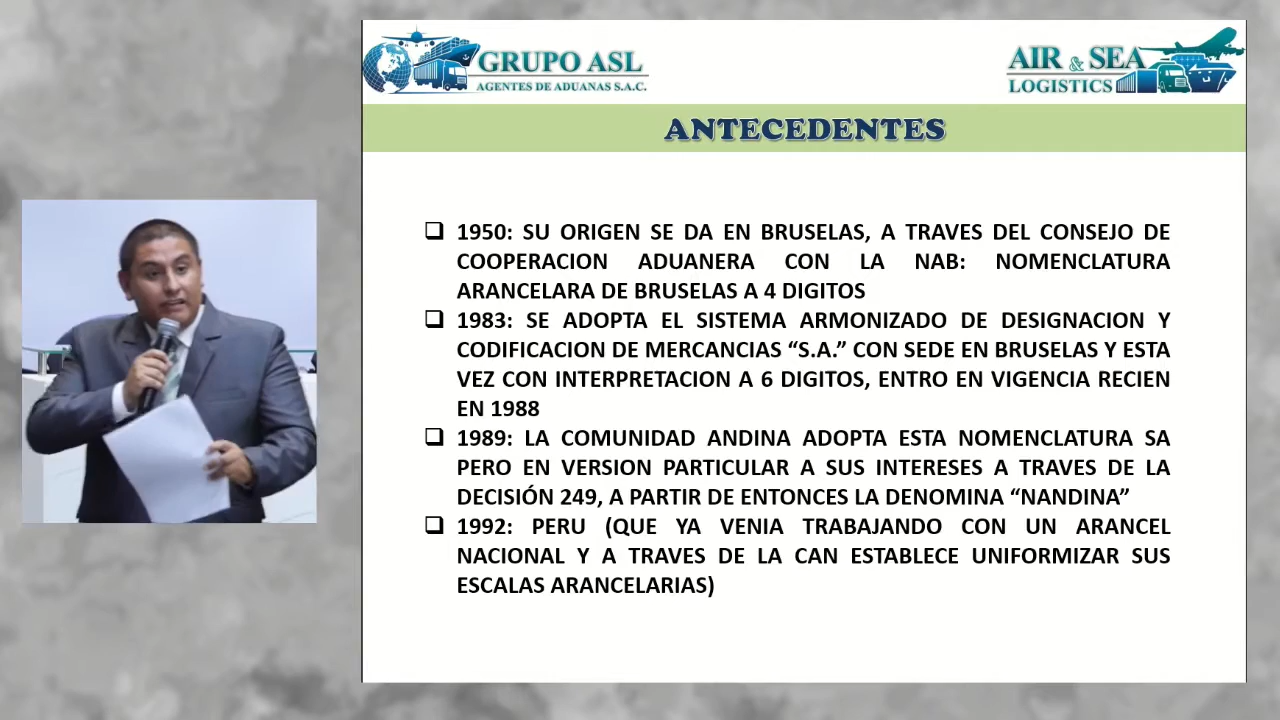 GRUPO ASL
AGENTES DE ADUANAS S.A.C.
AIR & SEA
LOGISTICS
ANTECEDENTES
1950: SU ORIGEN SE DA EN BRUSELAS, A TRAVES DEL CONSEJO DE
COOPERACION ADUANERA CON LA NAB: NOMENCLATURA
ARANCELARA DE BRUSELAS A 4 DIGITOS
1983: SE ADOPTA EL SISTEMA ARMONIZADO DE DESIGNACION Y
CODIFICACION DE MERCANCIAS “S.A.” CON SEDE EN BRUSELAS Y ESTA
VEZ CON INTERPRETACION A 6 DIGITOS, ENTRO EN VIGENCIA RECIEN
EN 1988
1989: LA COMUNIDAD ANDINA ADOPTA ESTA NOMENCLATURA SA
PERO EN VERSION PARTICULAR A SUS INTERESES A TRAVES DE LA
DECISIÓN 249, A PARTIR DE ENTONCES LA DENOMINA “NANDINA”
1992: PERU (QUE YA VENIA TRABAJANDO CON UN ARANCEL
NACIONAL Y A TRAVES DE LA CAN ESTABLECE UNIFORMIZAR SUS
ESCALAS ARANCELARIAS)